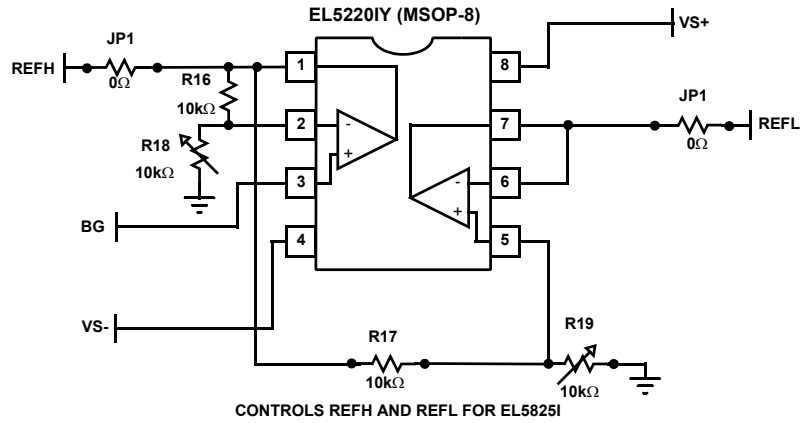 EL5220IY (MSOP-8)
VS+
JP1
REFH
0Ω
R16
10kΩ
1
8
JP1
REFL
0Ω
R18
10kΩ
2
-
+
7
3
-
+
6
BG
4
5
VS-
R17
10kΩ
R19
10kΩ
CONTROLS REFH AND REFL FOR EL5825I